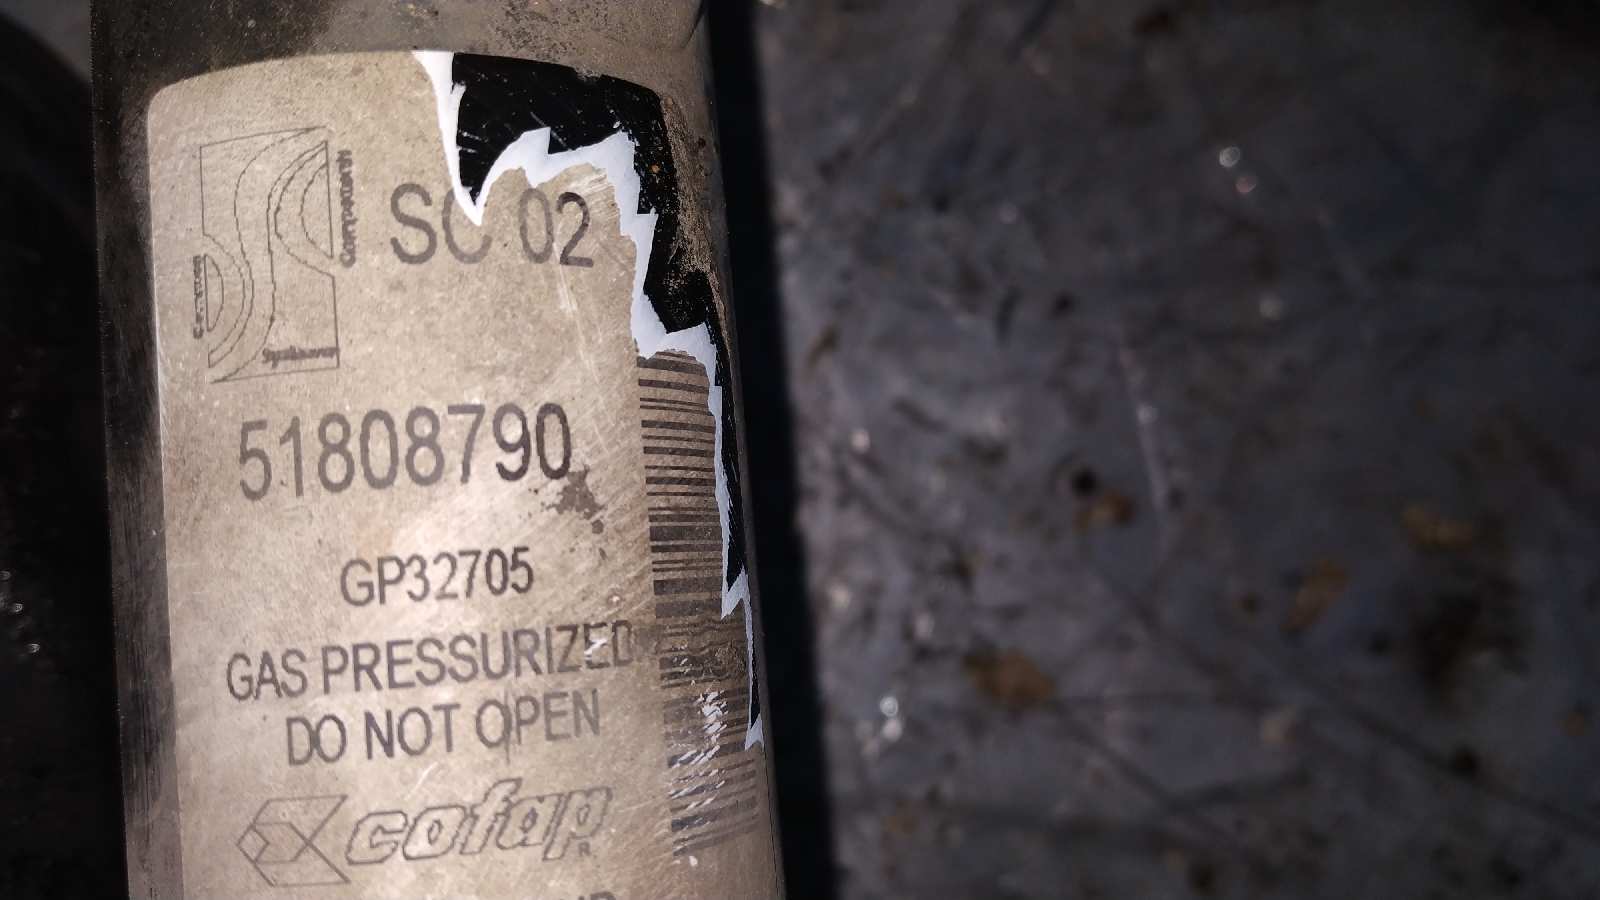 SC 02
51808790
GP32705
GAS PRESSURIZED
DO NOT OPEN
cofap